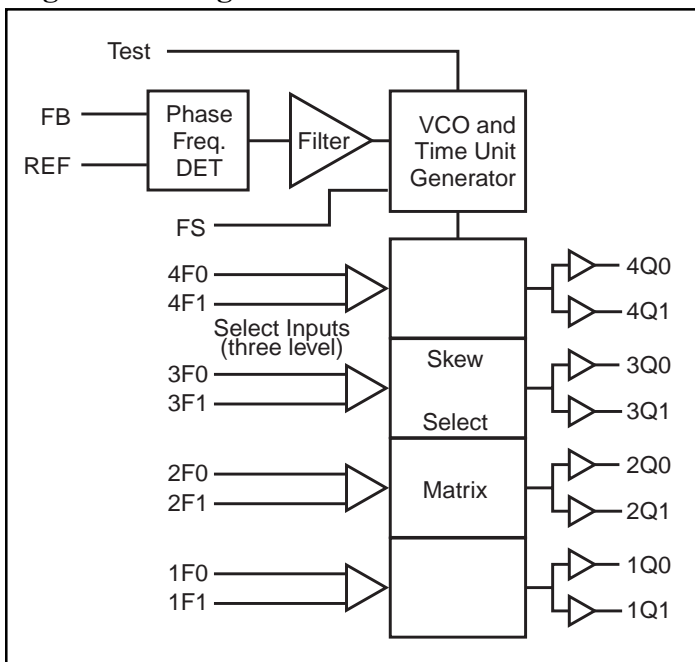 Test
FB
REF
Phase
Freq.
DET
Filter
VCO and
Time Unit
Generator
FS
4F0
4F1
Select Inputs
(three level)
3F0
3F1
2F0
2F1
1F0
1F1
Skew
Select
Matrix
4Q0
4Q1
3Q0
3Q1
2Q0
2Q1
1Q0
1Q1